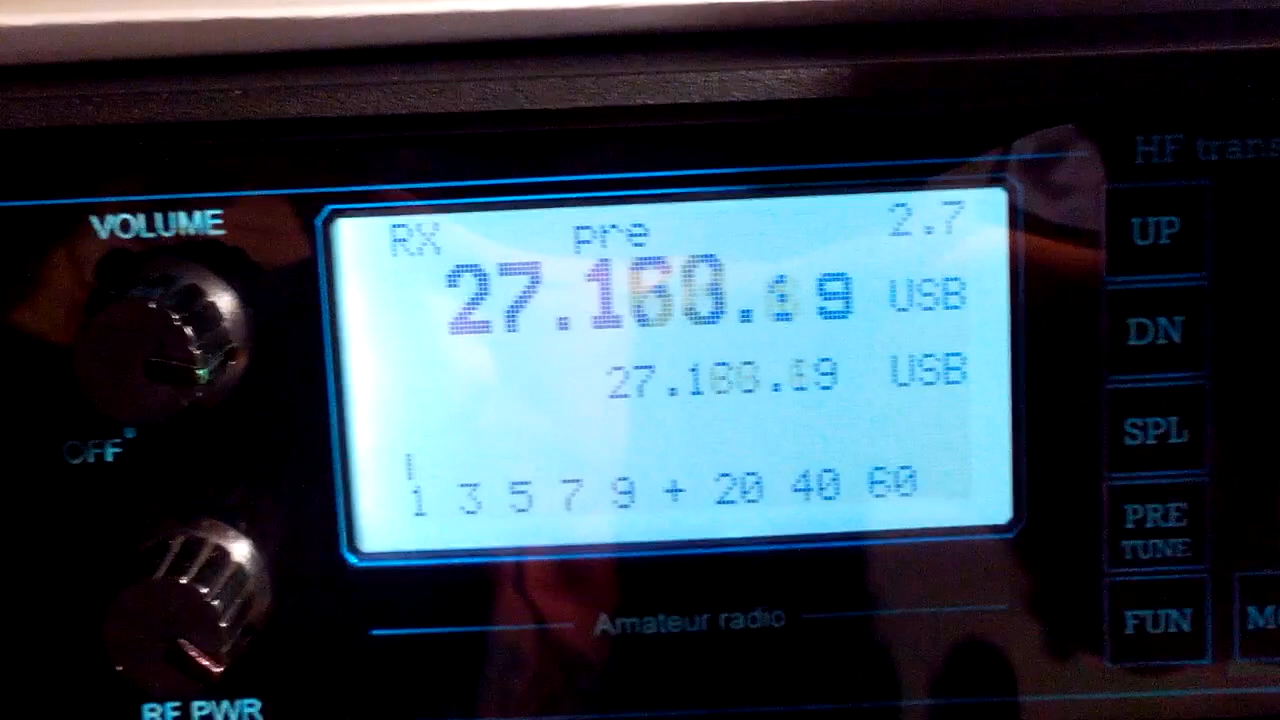 HF
VOLUME
RX pre 2.7
USB
UP
USB
DN
OFF
SPL
1 3 5 7 9 + 20 40 60
PRE
TUNE
Amateur radio
FUN
RF PWR